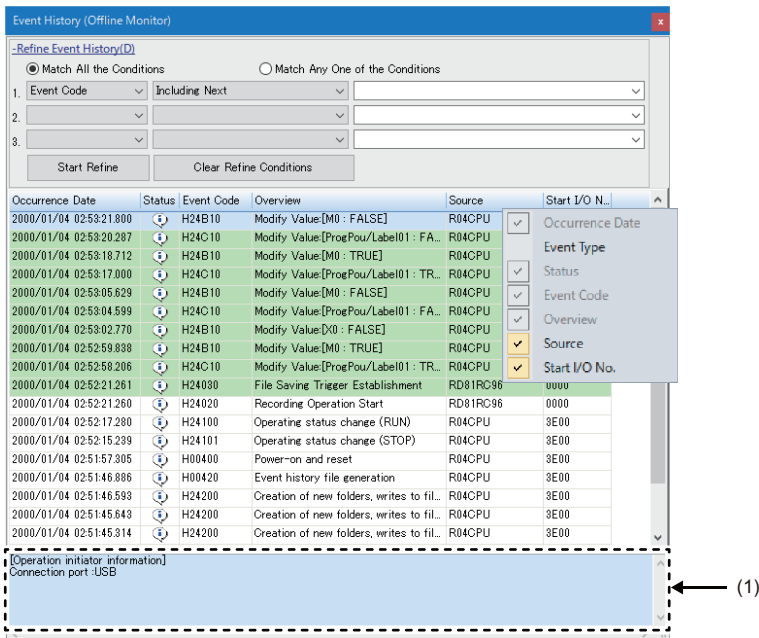 Event History (Offline Monitor)
x
-Refine Event History(D)
Match All the Conditions Match Any One of the Conditions
1. Event Code Including Next
2.
3.
Start Refine Clear Refine Conditions
Occurrence Date Status Event Code Overview Source Start I/O N...
2000/01/04 02:53:21.800 H24B10 Modify Value:[M0 : FALSE] R04CPU
2000/01/04 02:53:20.287 H24C10 Modify Value:[ProgPou/Label01 : FA... R04CPU
2000/01/04 02:53:18.712 H24B10 Modify Value:[M0 : TRUE] R04CPU
2000/01/04 02:53:17.000 H24C10 Modify Value:[ProgPou/Label01 : TR... R04CPU
2000/01/04 02:53:05.629 H24B10 Modify Value:[M0 : FALSE] R04CPU
2000/01/04 02:53:04.599 H24C10 Modify Value:[ProgPou/Label01 : FA... R04CPU
2000/01/04 02:53:02.770 H24B10 Modify Value:[X0 : FALSE] R04CPU
2000/01/04 02:52:59.838 H24B10 Modify Value:[M0 : TRUE] R04CPU
2000/01/04 02:52:58.206 H24C10 Modify Value:[ProgPou/Label01 : TR... R04CPU
2000/01/04 02:52:21.261 H24030 File Saving Trigger Establishment RD81RC96 0000
2000/01/04 02:52:21.260 H24020 Recording Operation Start RD81RC96 0000
2000/01/04 02:52:17.280 H24100 Operating status change (RUN) R04CPU 3E00
2000/01/04 02:52:15.239 H24101 Operating status change (STOP) R04CPU 3E00
2000/01/04 02:51:57.305 H00400 Power-on and reset R04CPU 3E00
2000/01/04 02:51:46.886 H00420 Event history file generation R04CPU 3E00
2000/01/04 02:51:46.593 H24200 Creation of new folders, writes to fil... R04CPU 3E00
2000/01/04 02:51:45.643 H24200 Creation of new folders, writes to fil... R04CPU 3E00
2000/01/04 02:51:45.314 H24200 Creation of new folders, writes to fil... R04CPU 3E00
Occurrence Date
Event Type
Status
Event Code
Overview
Source
Start I/O No.
[Operation initiator information]
Connection port :USB
(1)